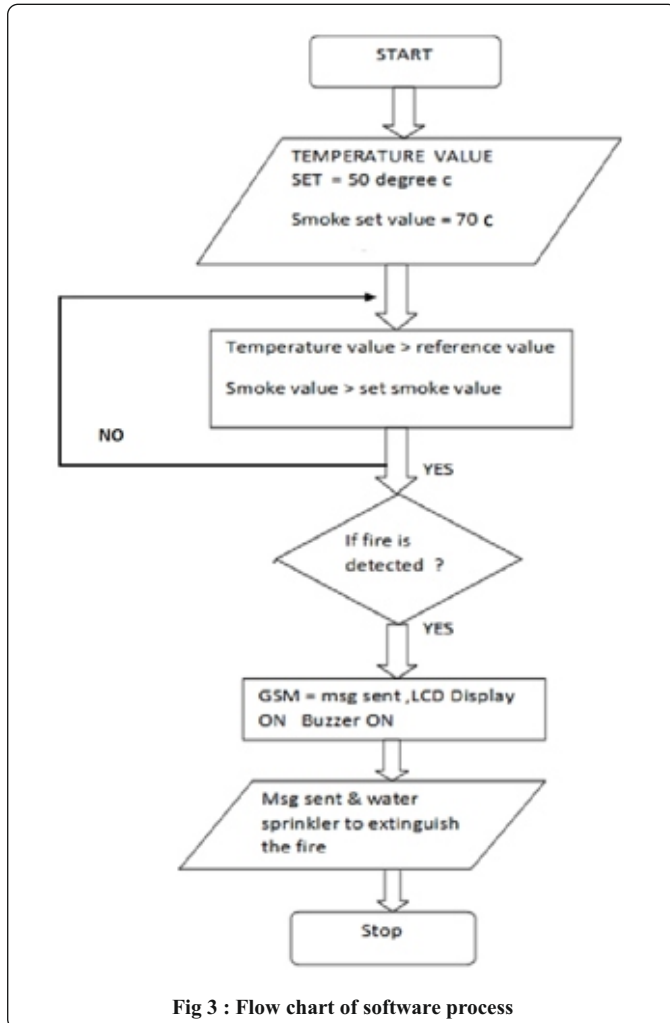 START
TEMPERATURE VALUE
SET = 50 degree c
Smoke set value = 70 c
Temperature value > reference value
Smoke value > set smoke value
NO
YES
If fire is
detected ?
YES
GSM = msg sent ,LCD Display
ON Buzzer ON
Msg sent & water
sprinkler to extinguish
the fire
Stop
Fig 3 : Flow chart of software process